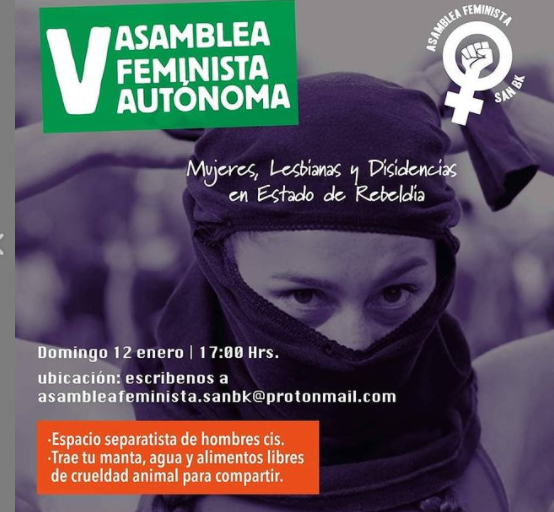 V ASAMBLEA
FEMINISTA
AUTÓNOMA
ASAMBLEA FEMINISTA
SAN BK
Mujeres, Lesbianas y Disidencias
en Estado de Rebeldía
Domingo 12 enero | 17:00 Hrs.
ubicación: escribenos a
asambleafeminista.sanbk@protonmail.com
·Espacio separatista de hombres cis.
·Trae tu manta, agua y alimentos libres
de crueldad animal para compartir.